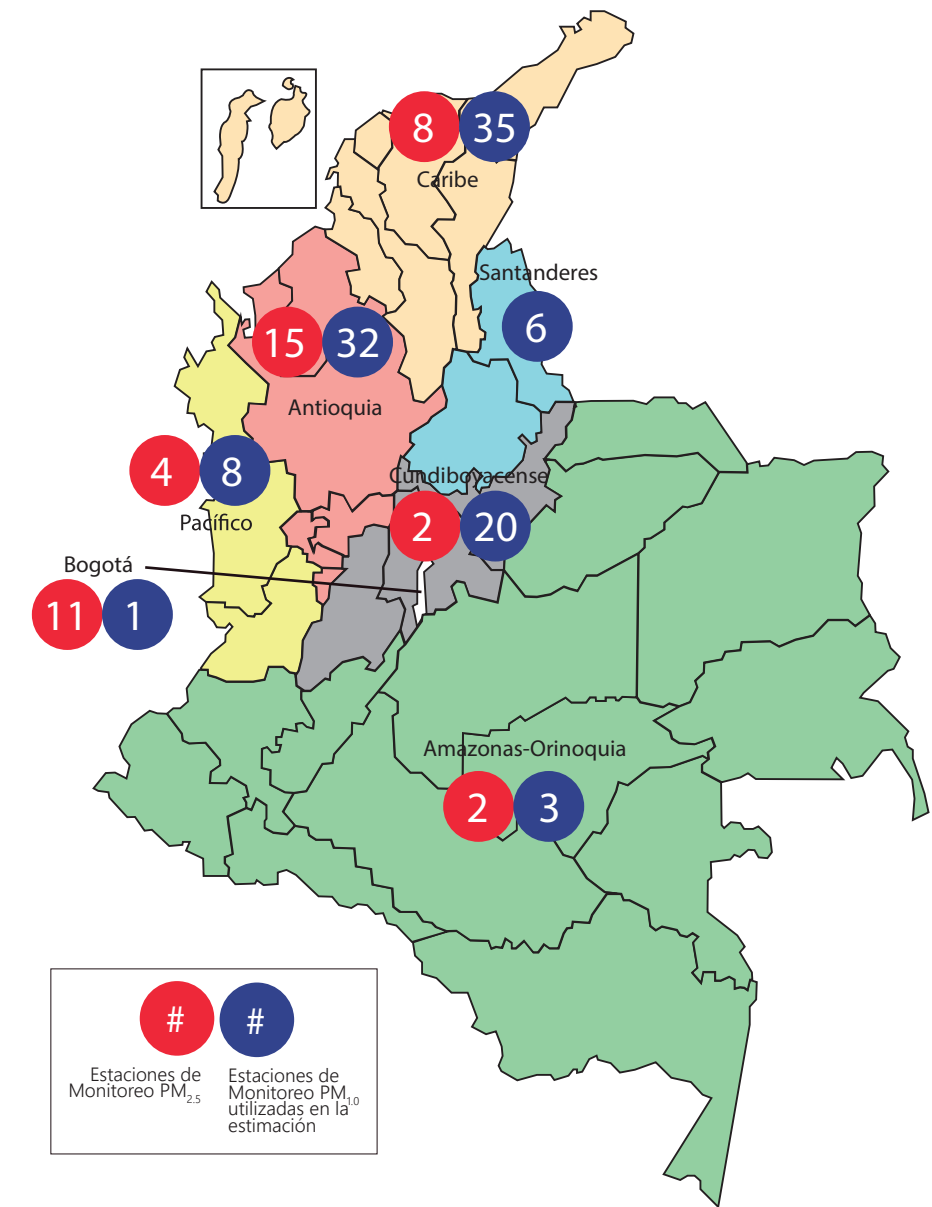 8 35
Caribe
Santanderes
6
15 32
Antioquia
4 8
Pacífico
Cundiboyacense
2 20
Bogotá
11 1
Amazonas-Orinoquia
2 3
# #
Estaciones de
Monitoreo PM2.5
Estaciones de
Monitoreo PM1.0
utilizadas en la
estimación